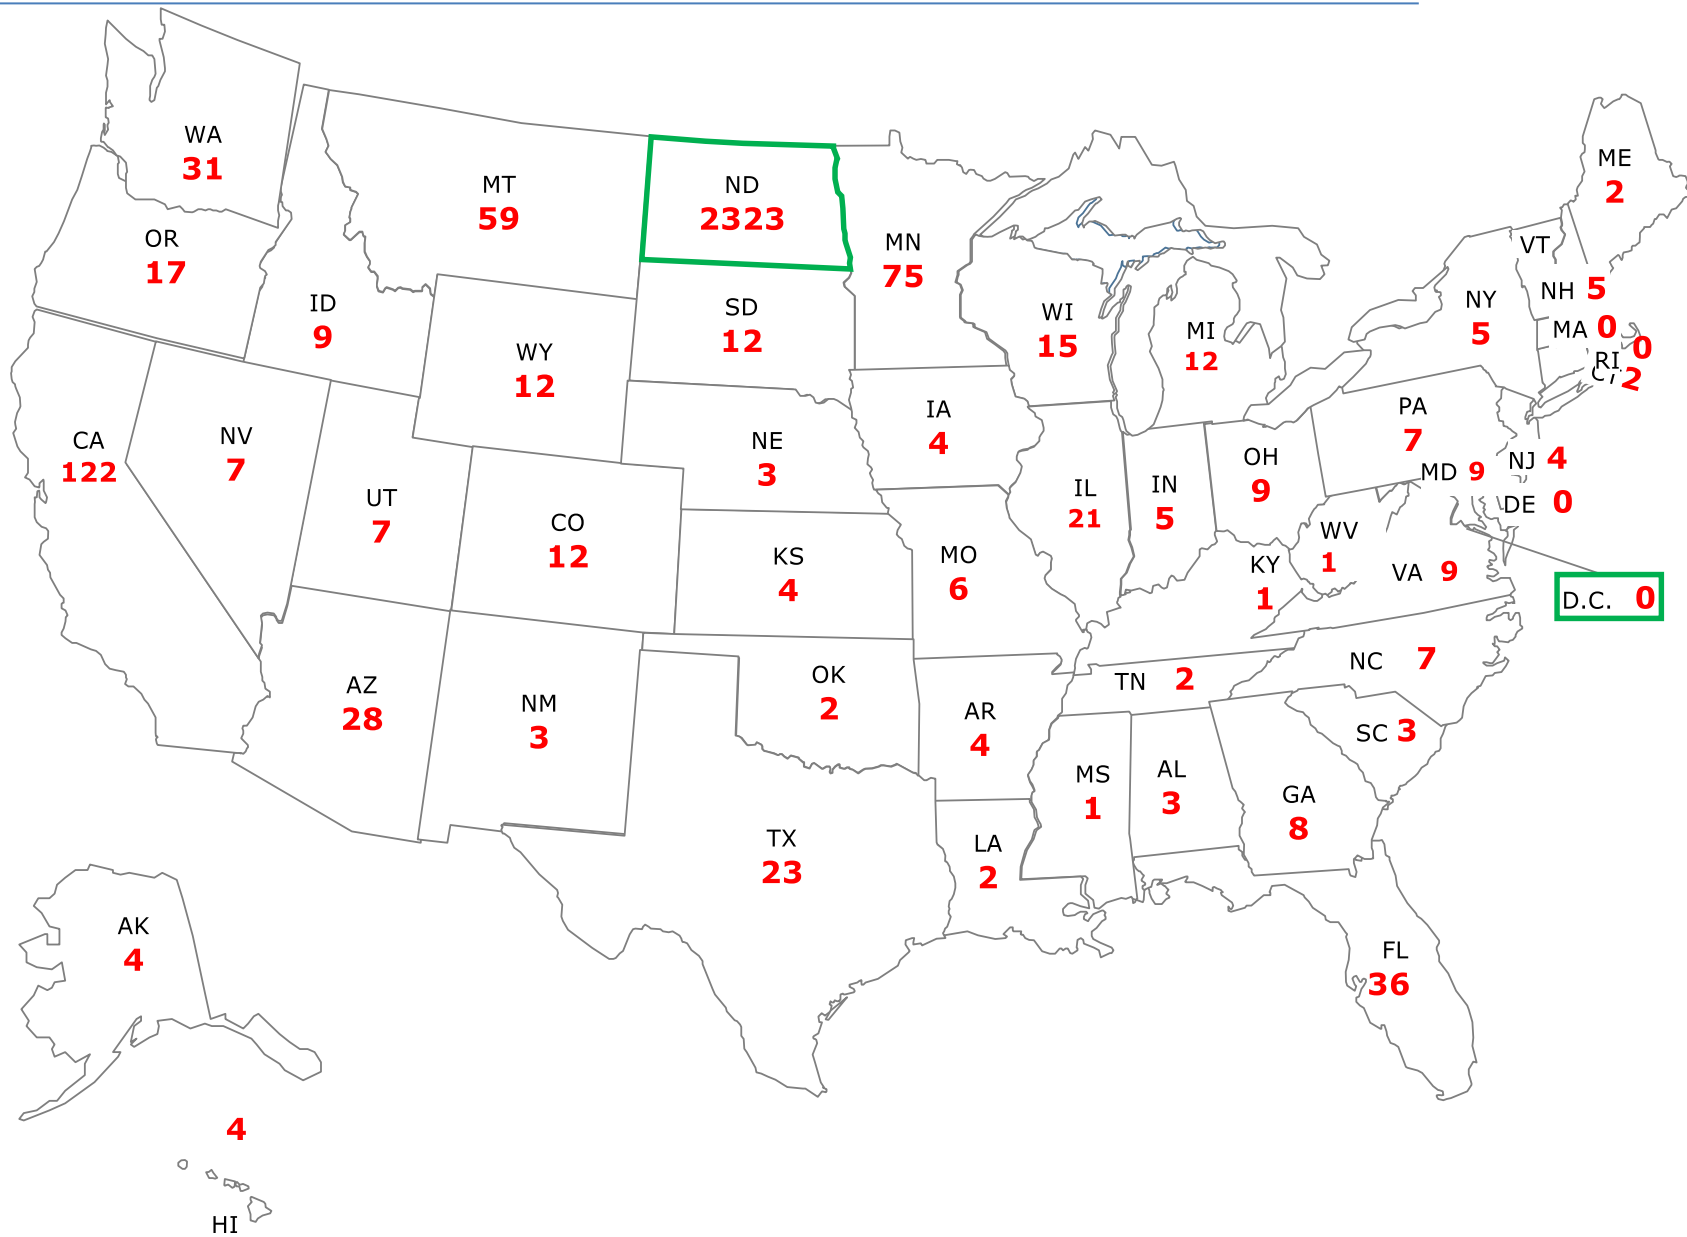 WA
31
OR
17
CA
122
NV
7
ID
9
MT
59
WY
12
UT
7
AZ
28
CO
12
NM
3
ND
2323
SD
12
NE
3
KS
4
OK
2
TX
23
MN
75
IA
4
MO
6
AR
4
LA
2
WI
15
IL
21
MI
12
IN
5
OH
9
KY
1
TN 2
MS
1
AL
3
GA
8
FL
36
SC 3
NC 7
VA 9
WV
1
PA
7
NY
5
VT
ME
2
NH 5
MA 0
RI 0
CT 2
NJ 4
MD 9
DE 0
D.C. 0
AK
4
4
HI